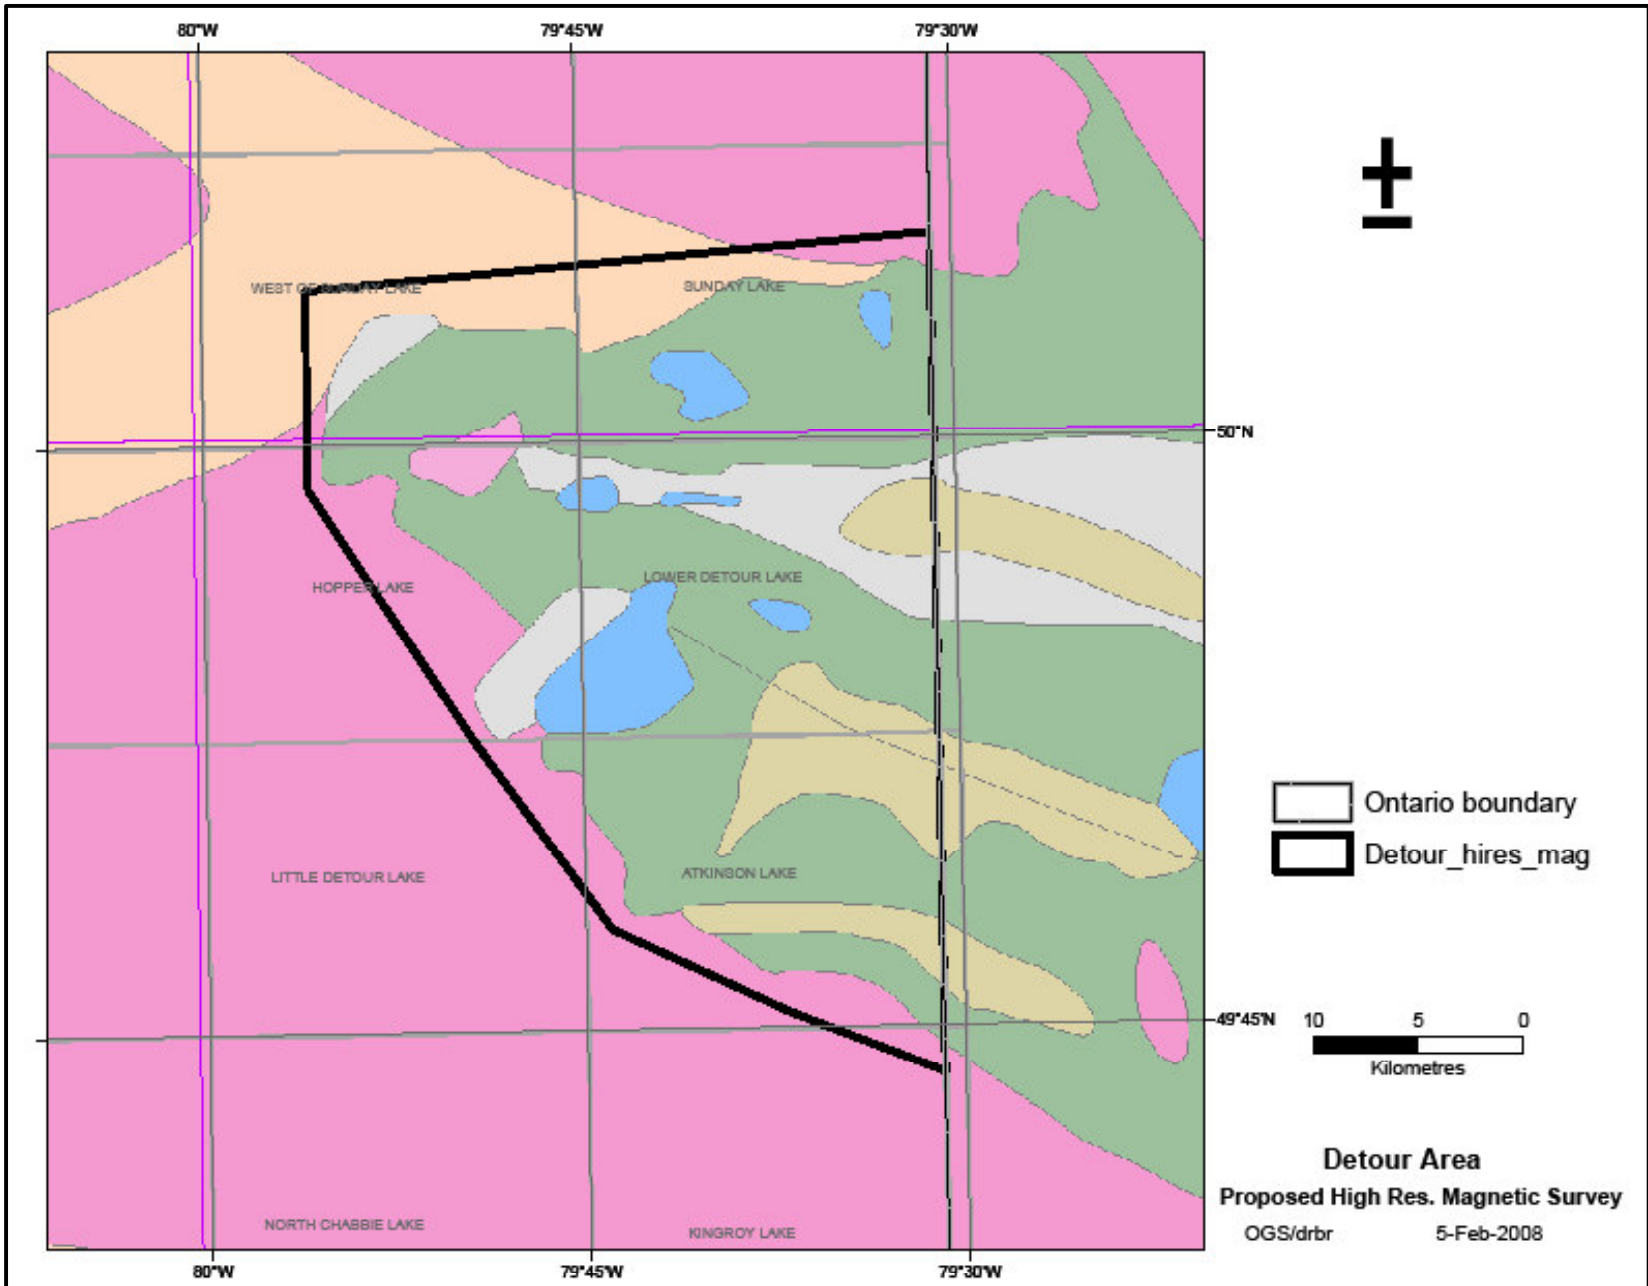 80°W 79°45'W 79°30'W
WEST OF SUNDAY LAKE
SUNDAY LAKE
50°N
HOPPER LAKE
LOWER DETOUR LAKE
Ontario boundary
Detour_hires_mag
LITTLE DETOUR LAKE
ATKINSON LAKE
49°45'N
10 5 0
Kilometres
Detour Area
Proposed High Res. Magnetic Survey
OGS/drbr 5-Feb-2008
NORTH CHABBIE LAKE
KINGROY LAKE
80°W 79°45'W 79°30'W